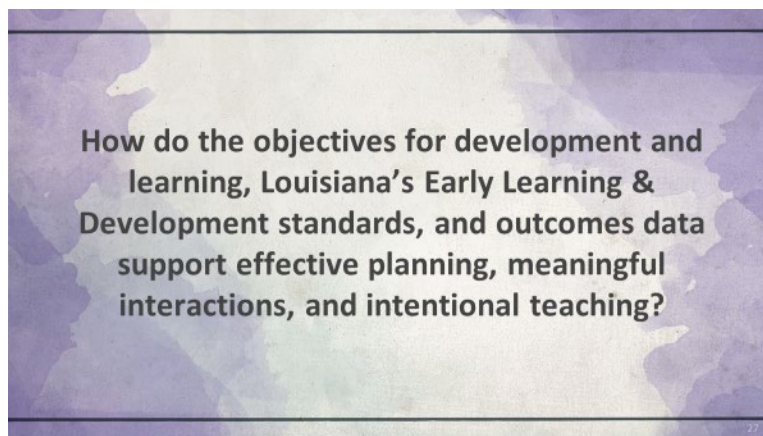 How do the objectives for development and
learning, Louisiana’s Early Learning &
Development standards, and outcomes data
support effective planning, meaningful
interactions, and intentional teaching?
27